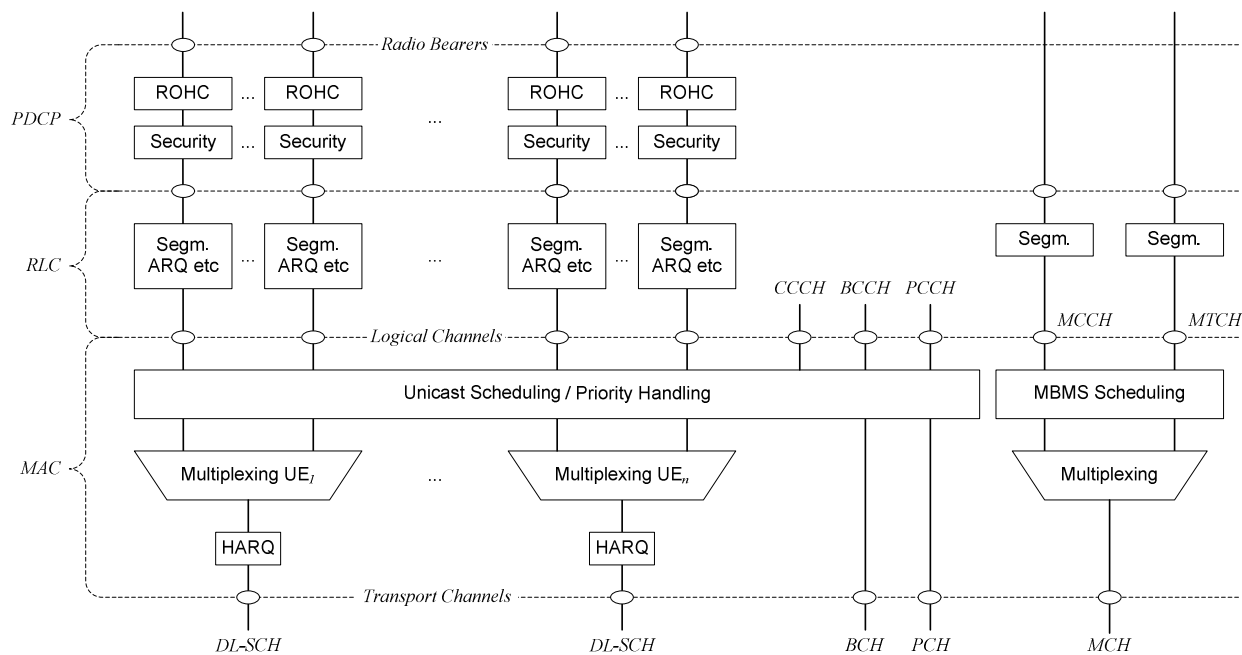 Radio Bearers
ROHC ... ROHC ROHC ... ROHC
PDCP ... 
Security ... Security Security ... Security
Segm. Segm. Segm. Segm. Segm. Segm.
ARQ etc ... ARQ etc ... ARQ etc ... ARQ etc
RLC
CCCH BCCH PCCH
MCCH MTCH
Logical Channels
Unicast Scheduling / Priority Handling MBMS Scheduling
MAC Multiplexing UE1 ... Multiplexing UEn Multiplexing
HARQ HARQ
Transport Channels
DL-SCH DL-SCH BCH PCH MCH